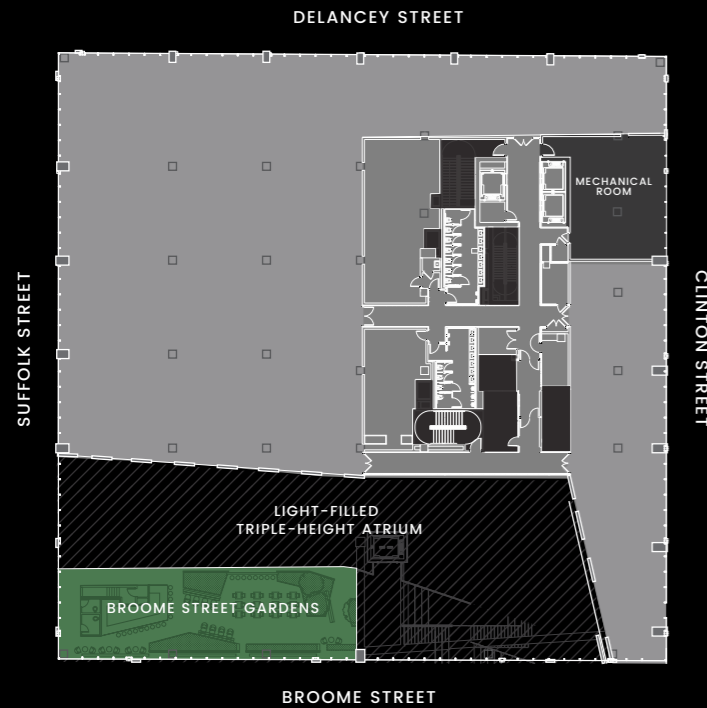 DELANCEY STREET
MECHANICAL
ROOM
SUFFOLK STREET
CLINTON STREET
LIGHT-FILLED
TRIPLE-HEIGHT ATRIUM
BROOME STREET GARDENS
BROOME STREET